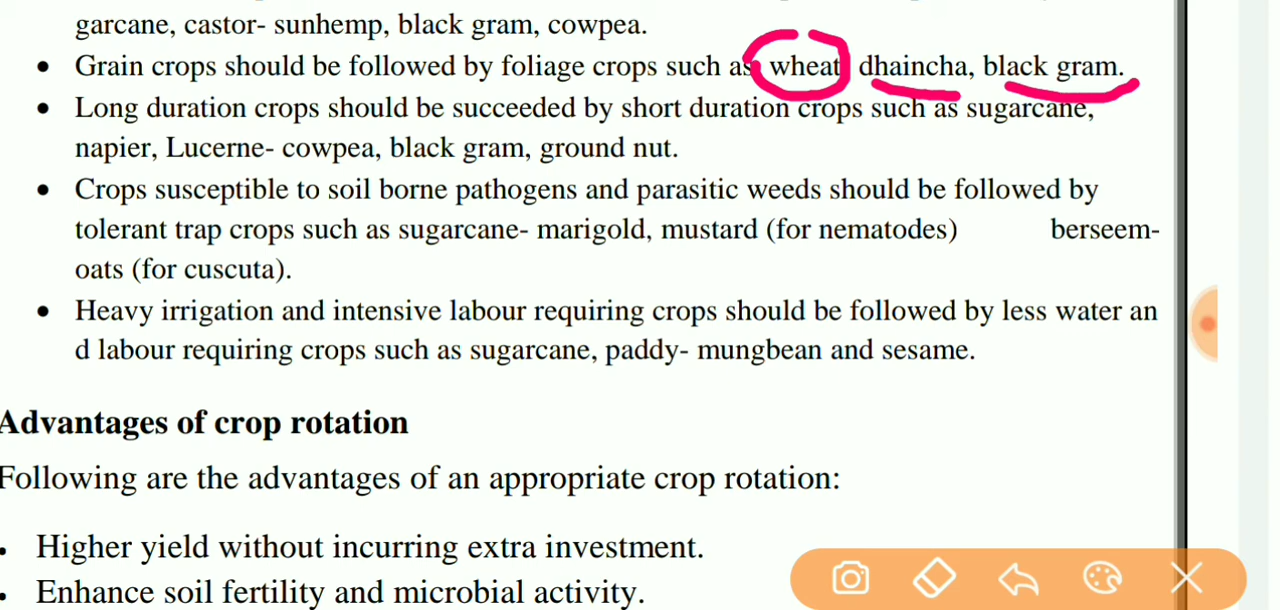 garcane, castor- sunhemp, black gram, cowpea.
• Grain crops should be followed by foliage crops such as wheat dhaincha, black gram.
• Long duration crops should be succeeded by short duration crops such as sugarcane,
napier, Lucerne- cowpea, black gram, ground nut.
• Crops susceptible to soil borne pathogens and parasitic weeds should be followed by
tolerant trap crops such as sugarcane- marigold, mustard (for nematodes) berseem-
oats (for cuscuta).
• Heavy irrigation and intensive labour requiring crops should be followed by less water an
d labour requiring crops such as sugarcane, paddy- mungbean and sesame.
Advantages of crop rotation
Following are the advantages of an appropriate crop rotation:
• Higher yield without incurring extra investment.
• Enhance soil fertility and microbial activity.